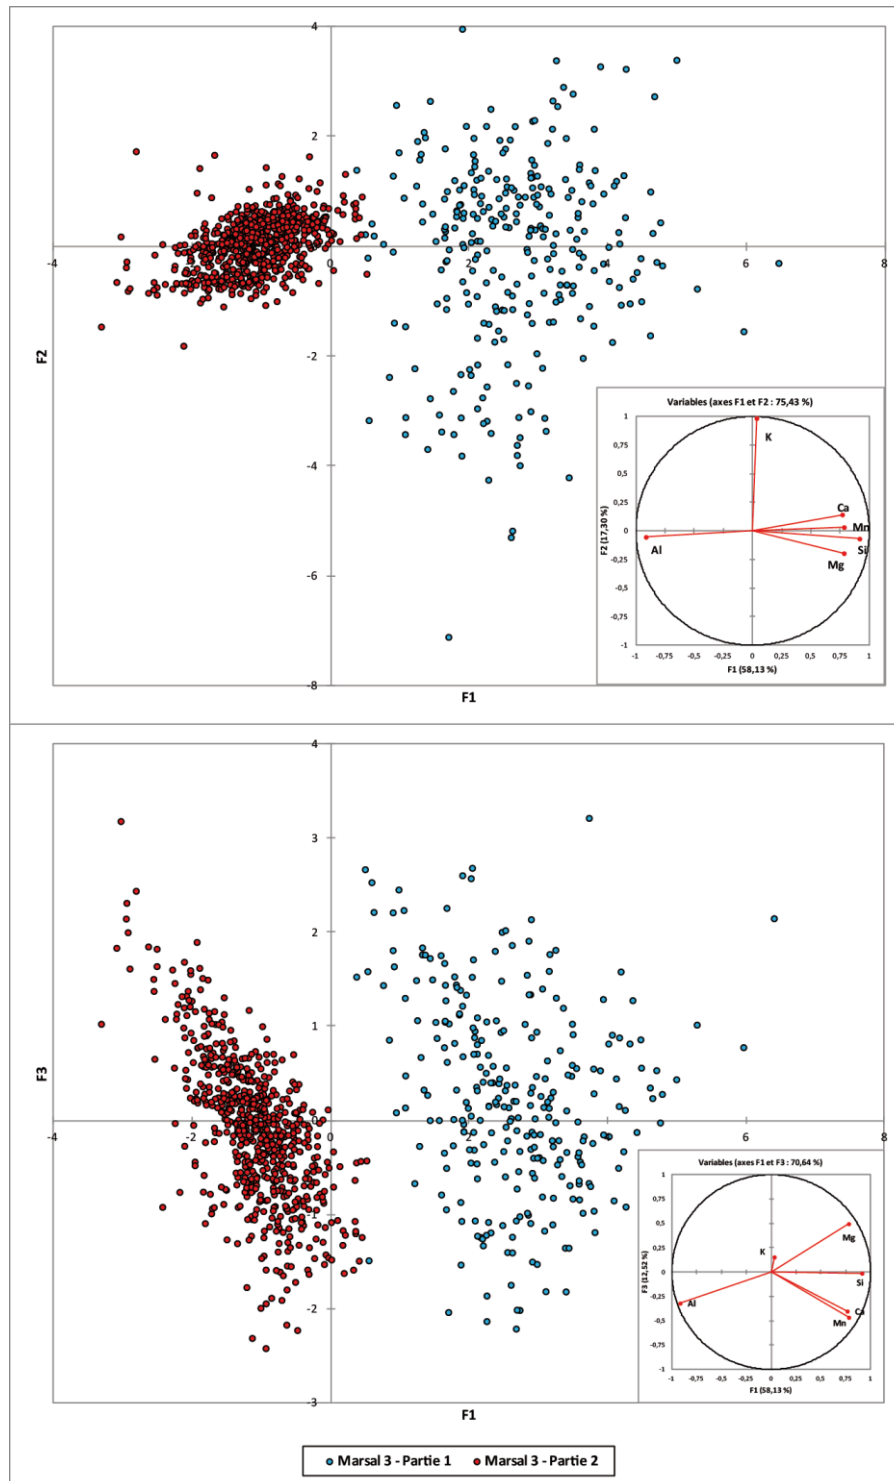 4
2
-4
0
2
4
6
8
F2
-2
-4
-6
-8
F1
Variables (axes F1 et F2 : 75,43 %)
1
0,75
0,5
0,25
0
-0,25
-0,5
-0,75
-1
F2 (17,30 %)
K
Ca
Mn
Si
Mg
Al
-1 -0,75 -0,5 -0,25 0 0,25 0,5 0,75 1
F1 (58,13 %)
4
3
2
1
0
-4
-2
0
2
4
6
8
F3
-1
-2
-3
F1
Variables (axes F1 et F3 : 70,64 %)
1
0,75
0,5
0,25
0
-0,25
-0,5
-0,75
-1
F3 (12,52 %)
Mg
K
Si
Al
Ca
Mn
-1 -0,75 -0,5 -0,25 0 0,25 0,5 0,75 1
F1 (58,13 %)
Marsal 3 - Partie 1 Marsal 3 - Partie 2